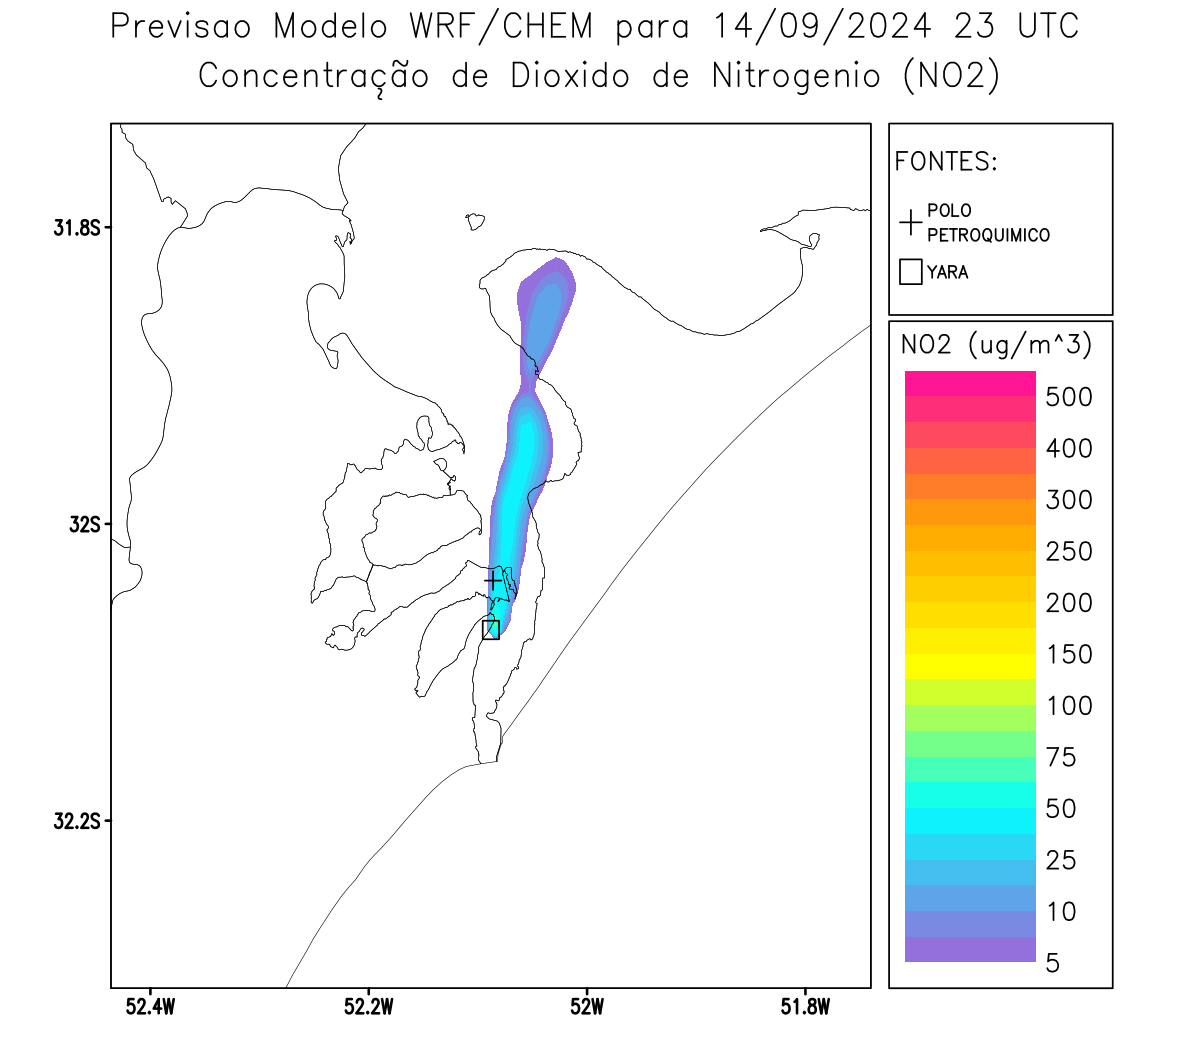 Previsao Modelo WRF/CHEM para 14/09/2024 23 UTC
Concentração de Dioxido de Nitrogenio (NO2)
FONTES:
POLO
PETROQUIMICO
YARA
31.8S
32S
32.2S
52.4W
52.2W
52W
51.8W
NO2 (ug/m^3)
500
400
300
250
200
150
100
75
50
25
10
5